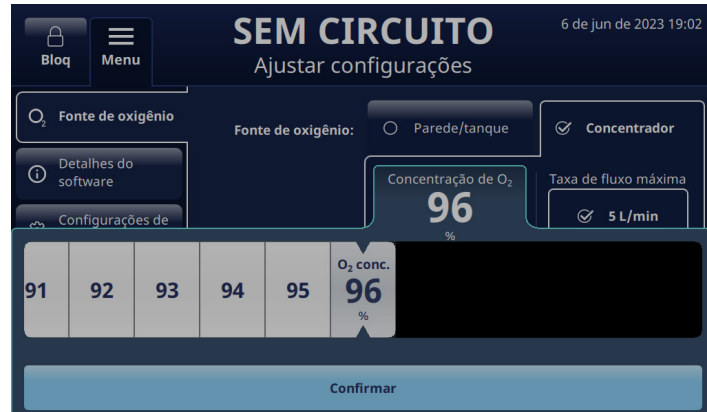 SEM CIRCUITO
6 de jun de 2023 19:02
Bloq
Menu
Ajustar configurações
O₂ Fonte de oxigênio
Fonte de oxigênio:
Parede/tanque
Concentrador
Detalhes do
software
Concentração de O₂
96
%
Taxa de fluxo máxima
5 L/min
Configurações de
91
92
93
94
95
O₂ conc.
96
%
Confirmar